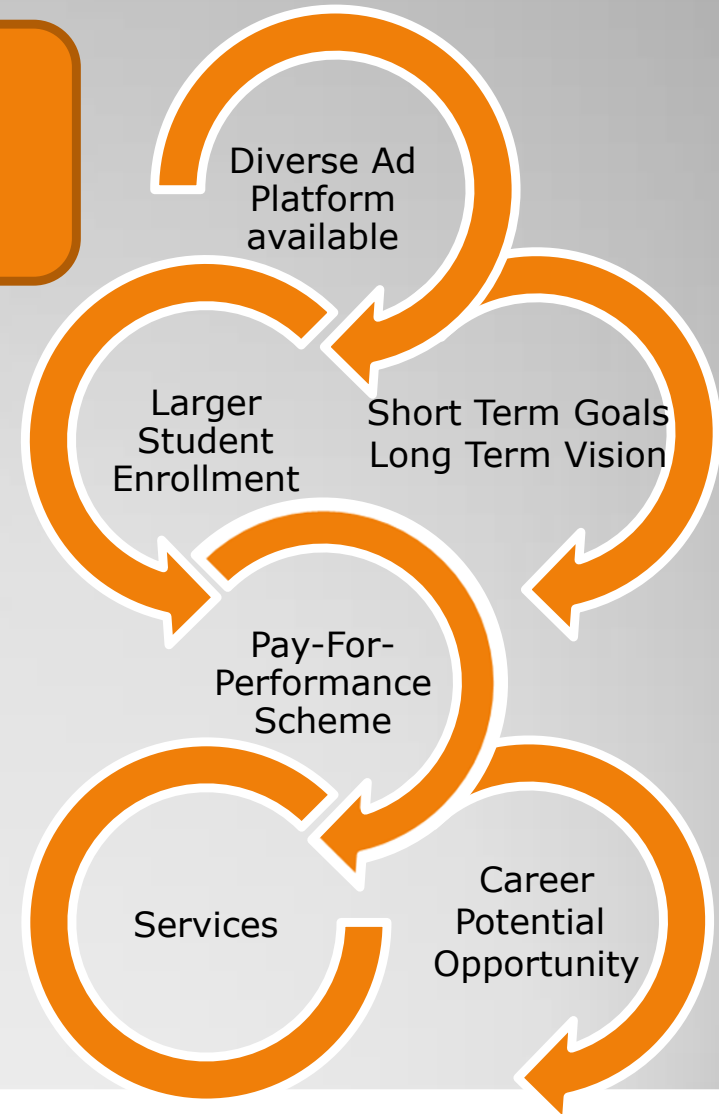 Diverse Ad
Platform
available
Larger
Student
Enrollment
Short Term Goals
Long Term Vision
Pay-For-
Performance
Scheme
Services
Career
Potential
Opportunity